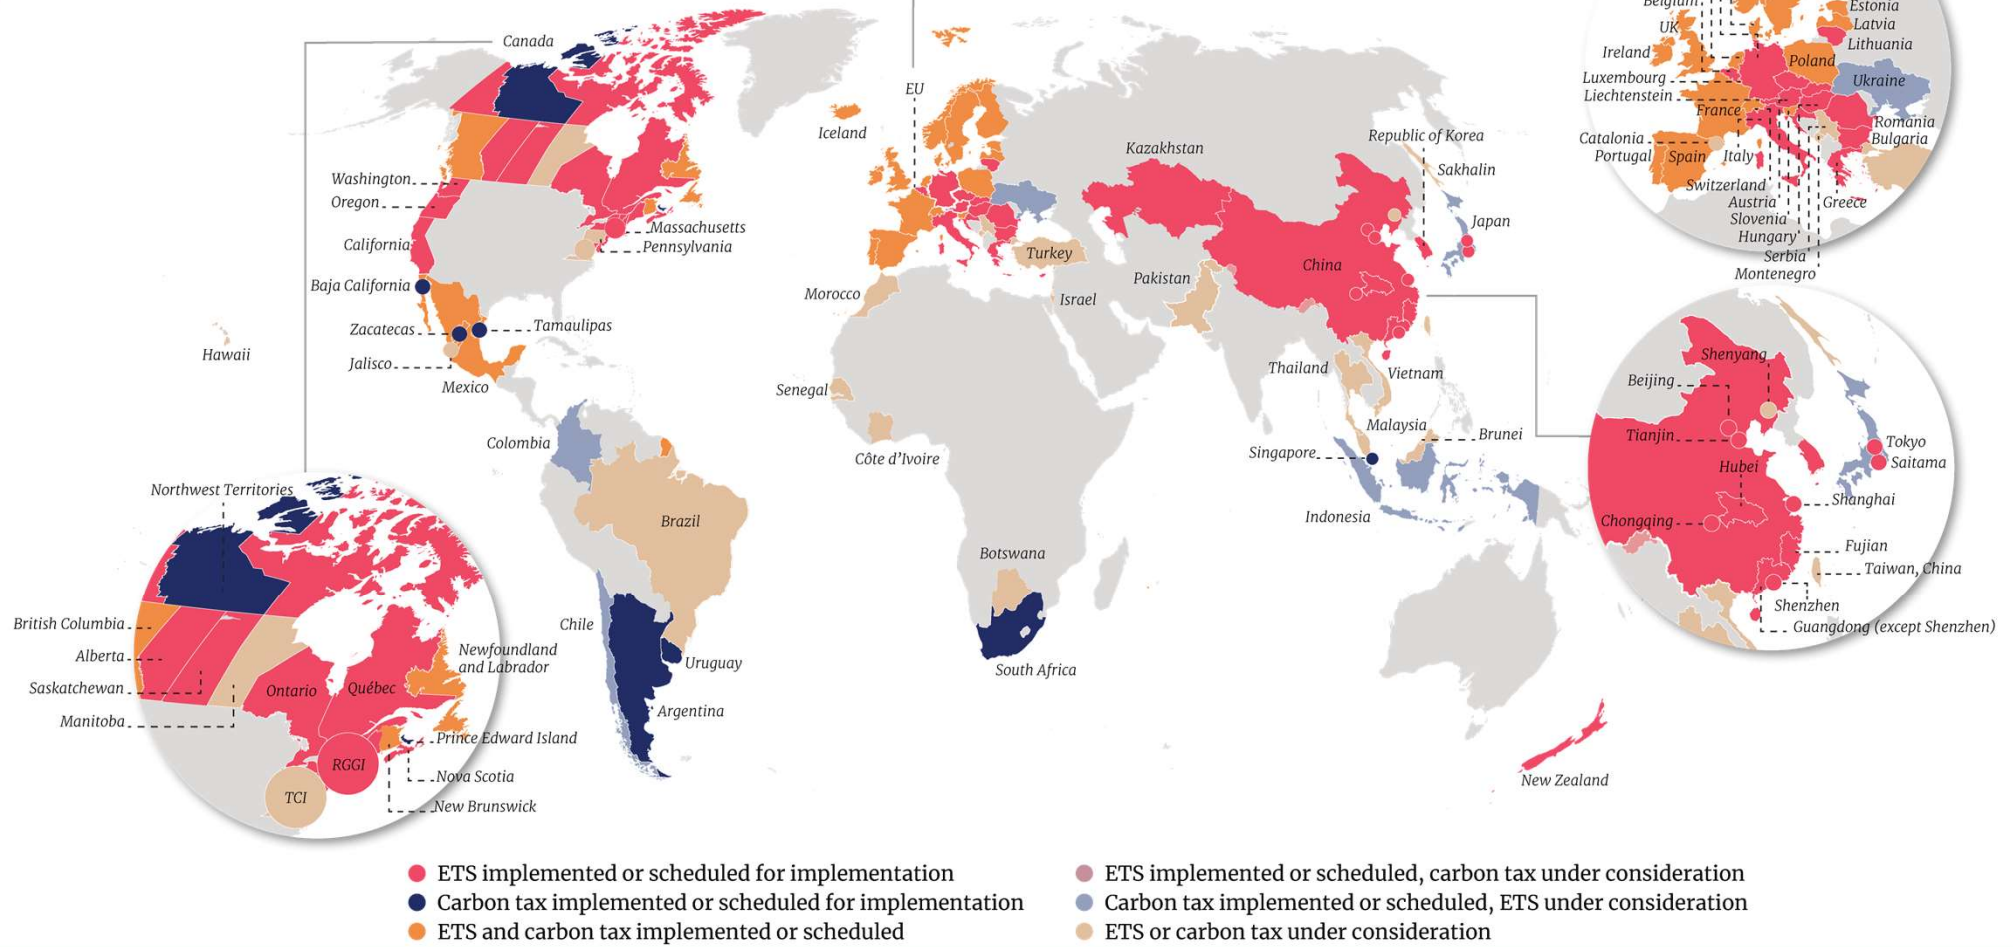 Canada
Washington
Oregon
California
Baja California
Zacatecas
Jalisco
Mexico
Hawaii
Tamaulipas
Massachusetts
Pennsylvania
Colombia
Brazil
Chile
Uruguay
Argentina
Iceland
EU
Morocco
Senegal
Côte d'Ivoire
Botswana
South Africa
Turkey
Israel
Kazakhstan
Pakistan
China
Republic of Korea
Sakhalin
Japan
Thailand
Vietnam
Malaysia
Brunei
Singapore
Indonesia
New Zealand
Northwest Territories
British Columbia
Alberta
Saskatchewan
Manitoba
Ontario
Québec
Newfoundland
and Labrador
Prince Edward Island
Nova Scotia
New Brunswick
RGGI
TCI
Belgium
UK
Ireland
Luxembourg
Liechtenstein
France
Catalonia
Portugal
Spain
Italy
Switzerland
Austria
Slovenia
Hungary
Serbia
Montenegro
Greece
Estonia
Latvia
Lithuania
Poland
Ukraine
Romania
Bulgaria
Shenyang
Beijing
Tianjin
Hubei
Chongqing
Tokyo
Saitama
Shanghai
Fujian
Taiwan, China
Shenzhen
Guangdong (except Shenzhen)
ETS implemented or scheduled for implementation
Carbon tax implemented or scheduled for implementation
ETS and carbon tax implemented or scheduled
ETS implemented or scheduled, carbon tax under consideration
Carbon tax implemented or scheduled, ETS under consideration
ETS or carbon tax under consideration